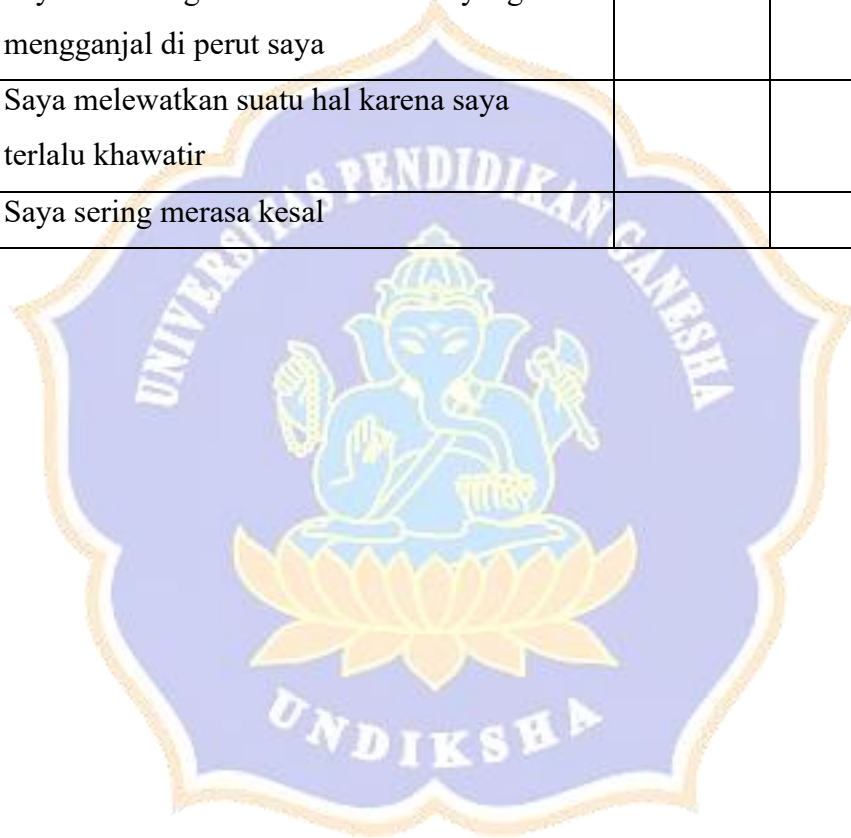 mengganjal di perut saya
Saya melewatkan suatu hal karena saya
terlalu khawatir
Saya sering merasa kesal
UNIVERSITAS PENDIDIKAN GANESHA
UNDIKSHA